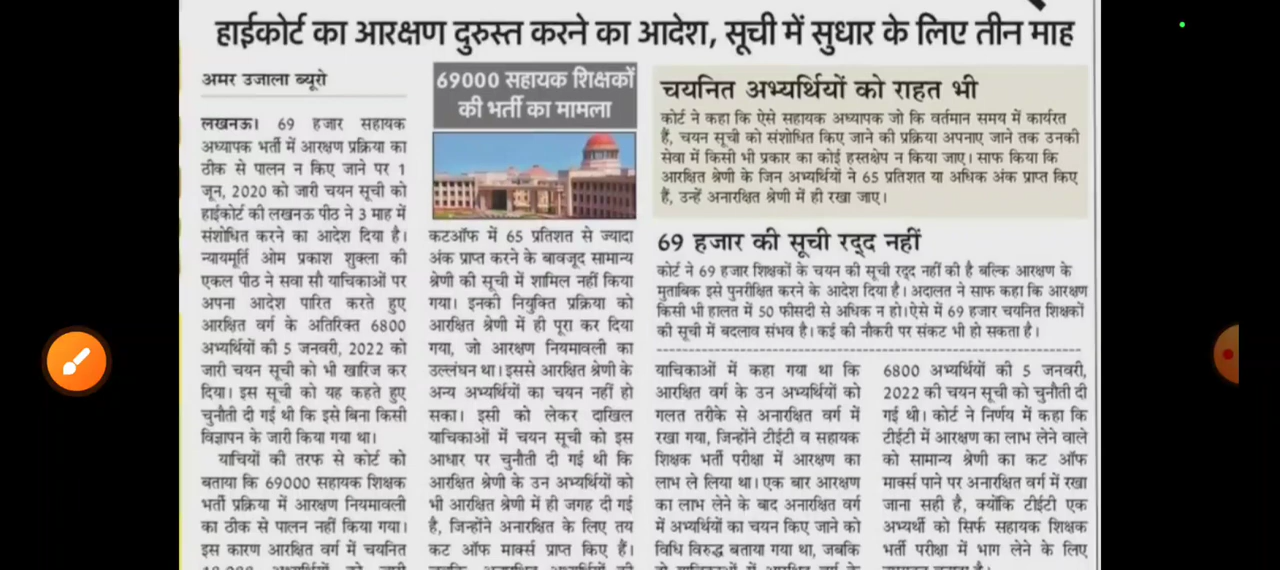 हाईकोर्ट का आरक्षण दुरुस्त करने का आदेश, सूची में सुधार के लिए तीन माह
अमर उजाला ब्यूरो
लखनऊ। 69 हजार सहायक
अध्यापक भर्ती में आरक्षण प्रक्रिया का
ठीक से पालन न किए जाने पर 1
जून, 2020 को जारी चयन सूची को
हाईकोर्ट की लखनऊ पीठ ने 3 माह में
संशोधित करने का आदेश दिया है।
न्यायमूर्ति ओम प्रकाश शुक्ला की
एकल पीठ ने सवा सौ याचिकाओं पर
अपना आदेश पारित करते हुए
आरक्षित वर्ग के अतिरिक्त 6800
अभ्यर्थियों की 5 जनवरी, 2022 को
जारी चयन सूची को भी खारिज कर
दिया। इस सूची को यह कहते हुए
चुनौती दी गई थी कि इसे बिना किसी
विज्ञापन के जारी किया गया था।
याचियों की तरफ से कोर्ट को
बताया कि 69000 सहायक शिक्षक
भर्ती प्रक्रिया में आरक्षण नियमावली
का ठीक से पालन नहीं किया गया।
इस कारण आरक्षित वर्ग में चयनित
69000 सहायक शिक्षकों
की भर्ती का मामला
कटऑफ में 65 प्रतिशत से ज्यादा
अंक प्राप्त करने के बावजूद सामान्य
श्रेणी की सूची में शामिल नहीं किया
गया। इनकी नियुक्ति प्रक्रिया को
आरक्षित श्रेणी में ही पूरा कर दिया
गया, जो आरक्षण नियमावली का
उल्लंघन था। इससे आरक्षित श्रेणी के
अन्य अभ्यर्थियों का चयन नहीं हो
सका। इसी को लेकर दाखिल
याचिकाओं में चयन सूची को इस
आधार पर चुनौती दी गई थी कि
आरक्षित श्रेणी के उन अभ्यर्थियों को
भी आरक्षित श्रेणी में ही जगह दी गई
है, जिन्होंने अनारक्षित के लिए तय
कट ऑफ मार्क्स प्राप्त किए हैं।
चयनित अभ्यर्थियों को राहत भी
कोर्ट ने कहा कि ऐसे सहायक अध्यापक जो कि वर्तमान समय में कार्यरत
हैं, चयन सूची को संशोधित किए जाने की प्रक्रिया अपनाए जाने तक उनकी
सेवा में किसी भी प्रकार का कोई हस्तक्षेप न किया जाए। साफ किया कि
आरक्षित श्रेणी के जिन अभ्यर्थियों ने 65 प्रतिशत या अधिक अंक प्राप्त किए
हैं, उन्हें अनारक्षित श्रेणी में ही रखा जाए।
69 हजार की सूची रद्द नहीं
कोर्ट ने 69 हजार शिक्षकों के चयन की सूची रद्द नहीं की है बल्कि आरक्षण के
मुताबिक इसे पुनरीक्षित करने के आदेश दिया है। अदालत ने साफ कहा कि आरक्षण
किसी भी हालत में 50 फीसदी से अधिक न हो।ऐसे में 69 हजार चयनित शिक्षकों
की सूची में बदलाव संभव है। कई की नौकरी पर संकट भी हो सकता है।
याचिकाओं में कहा गया था कि
आरक्षित वर्ग के उन अभ्यर्थियों को
गलत तरीके से अनारक्षित वर्ग में
रखा गया, जिन्होंने टीईटी व सहायक
शिक्षक भर्ती परीक्षा में आरक्षण का
लाभ ले लिया था। एक बार आरक्षण
का लाभ लेने के बाद अनारक्षित वर्ग
में अभ्यर्थियों का चयन किए जाने को
विधि विरुद्ध बताया गया था, जबकि
6800 अभ्यर्थियों की 5 जनवरी,
2022 की चयन सूची को चुनौती दी
गई थी। कोर्ट ने निर्णय में कहा कि
टीईटी में आरक्षण का लाभ लेने वाले
को सामान्य श्रेणी का कट ऑफ
मार्क्स पाने पर अनारक्षित वर्ग में रखा
जाना सही है, क्योंकि टीईटी एक
अभ्यर्थी को सिर्फ सहायक शिक्षक
भर्ती परीक्षा में भाग लेने के लिए